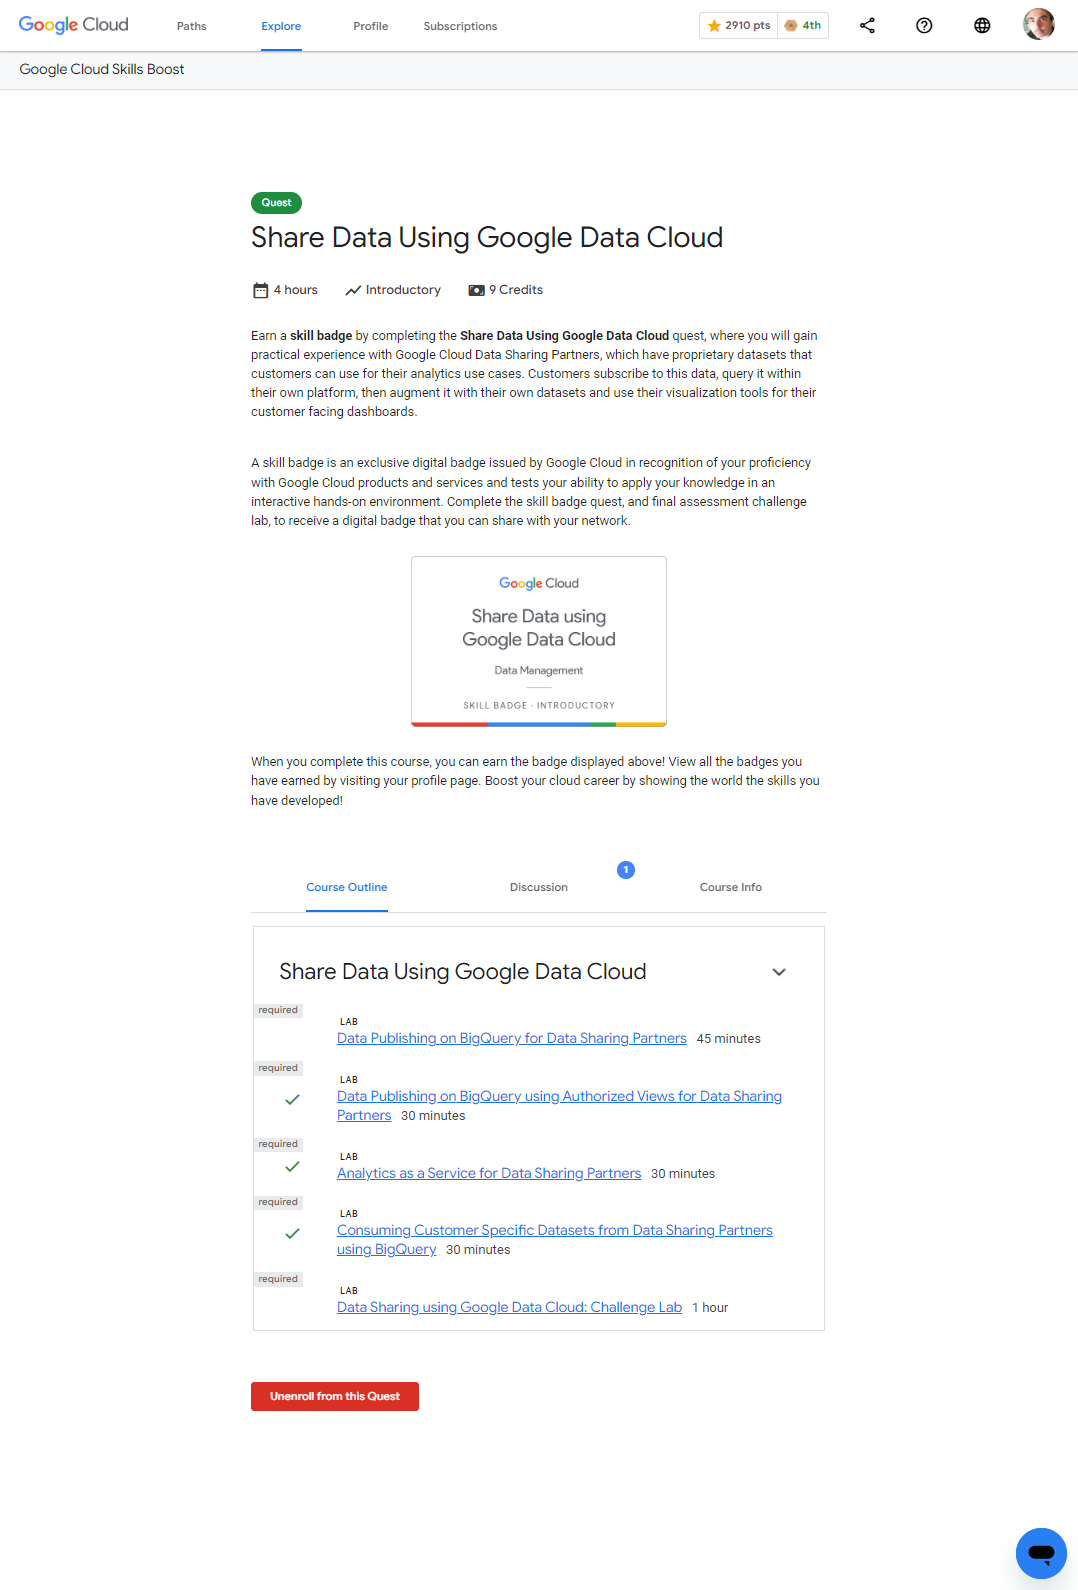 Google Cloud
Paths
Explore
Profile
Subscriptions
2910 pts
4th
Google Cloud Skills Boost
Quest
Share Data Using Google Data Cloud
4 hours
Introductory
9 Credits
Earn a skill badge by completing the Share Data Using Google Data Cloud quest, where you will gain
practical experience with Google Cloud Data Sharing Partners, which have proprietary datasets that
customers can use for their analytics use cases. Customers subscribe to this data, query it within
their own platform, then augment it with their own datasets and use their visualization tools for their
customer facing dashboards.
A skill badge is an exclusive digital badge issued by Google Cloud in recognition of your proficiency
with Google Cloud products and services and tests your ability to apply your knowledge in an
interactive hands-on environment. Complete the skill badge quest, and final assessment challenge
lab, to receive a digital badge that you can share with your network.
Google Cloud
Share Data using
Google Data Cloud
Data Management
SKILL BADGE · INTRODUCTORY
When you complete this course, you can earn the badge displayed above! View all the badges you
have earned by visiting your profile page. Boost your cloud career by showing the world the skills you
have developed!
Course Outline
Discussion
1
Course Info
Share Data Using Google Data Cloud
required
LAB
Data Publishing on BigQuery for Data Sharing Partners 45 minutes
required
LAB
Data Publishing on BigQuery using Authorized Views for Data Sharing
Partners 30 minutes
required
LAB
Analytics as a Service for Data Sharing Partners 30 minutes
required
LAB
Consuming Customer Specific Datasets from Data Sharing Partners
using BigQuery 30 minutes
required
LAB
Data Sharing using Google Data Cloud: Challenge Lab 1 hour
Unenroll from this Quest